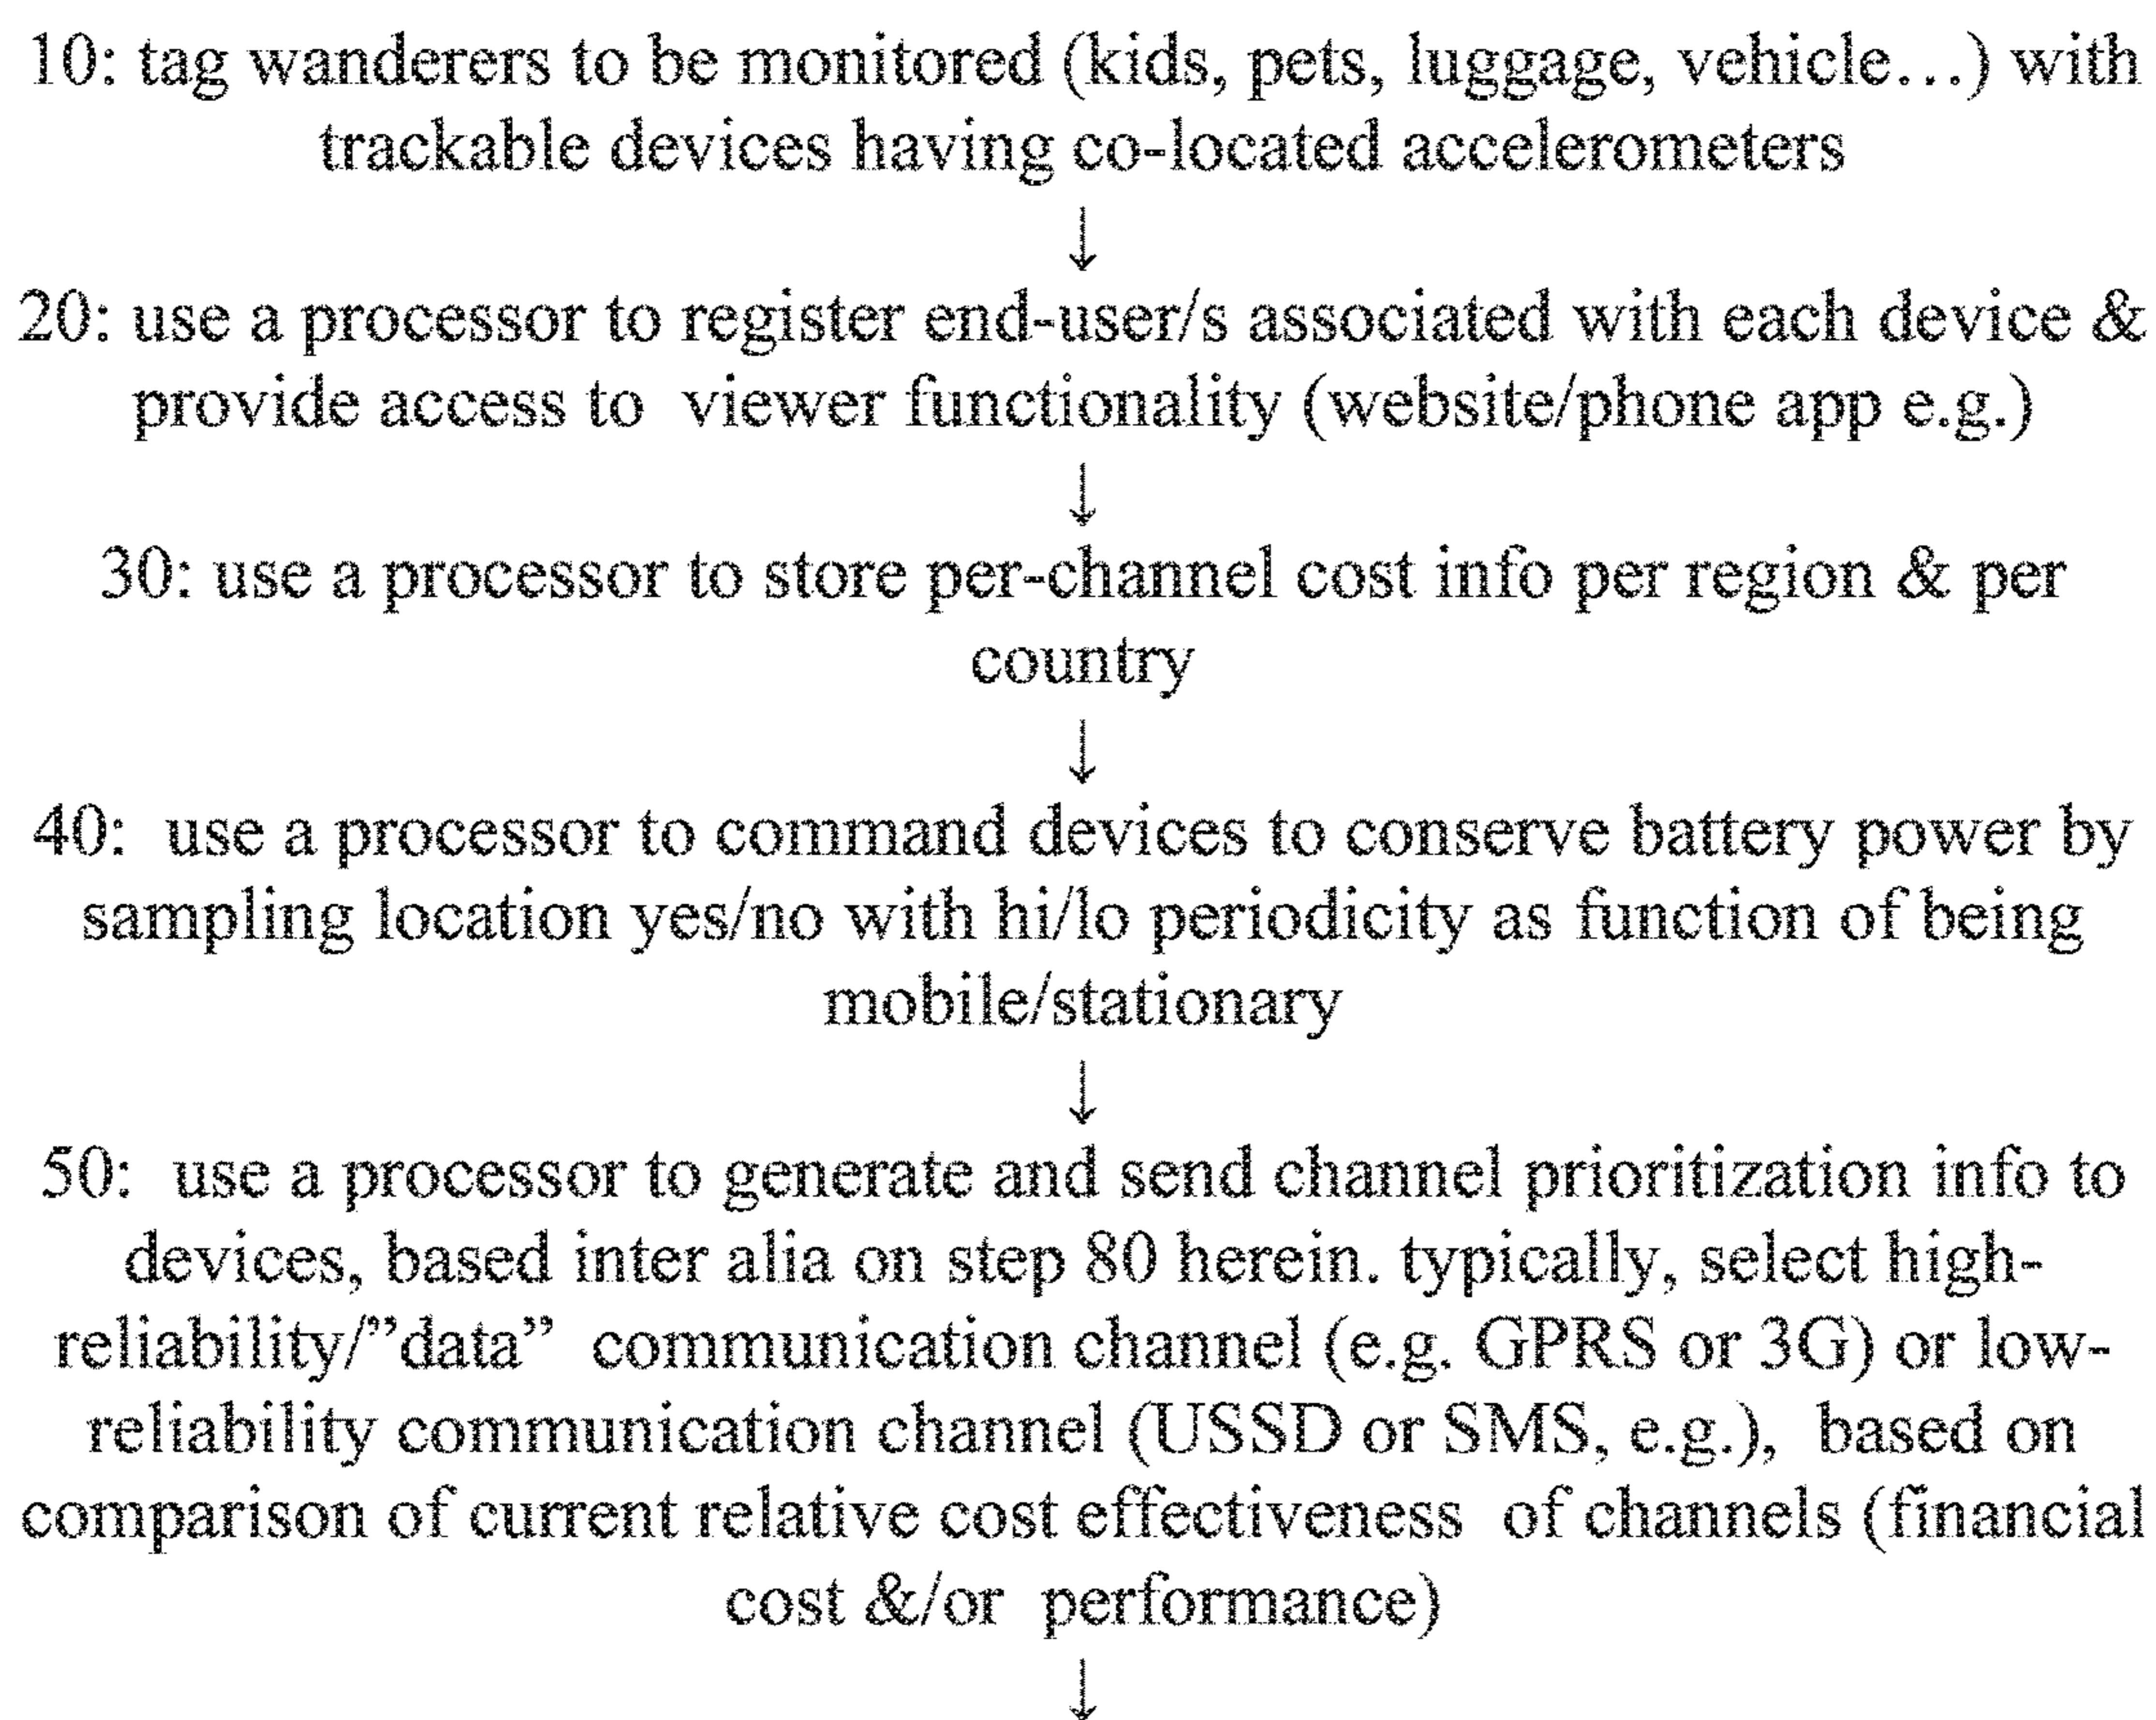 10: tag wanderers to be monitored (kids, pets, luggage, vehicle…) with
trackable devices having co-located accelerometers
↓
20: use a processor to register end-user/s associated with each device &
provide access to  viewer functionality (website/phone app e.g.)
↓
30: use a processor to store per-channel cost info per region & per
country
↓
40:  use a processor to command devices to conserve battery power by
sampling location yes/no with hi/lo periodicity as function of being
mobile/stationary
↓
50:  use a processor to generate and send channel prioritization info to
devices, based inter alia on step 80 herein. typically, select high-
reliability/”data”  communication channel (e.g. GPRS or 3G) or low-
reliability communication channel (USSD or SMS, e.g.),  based on
comparison of current relative cost effectiveness  of channels (financial
cost &/or  performance)
↓